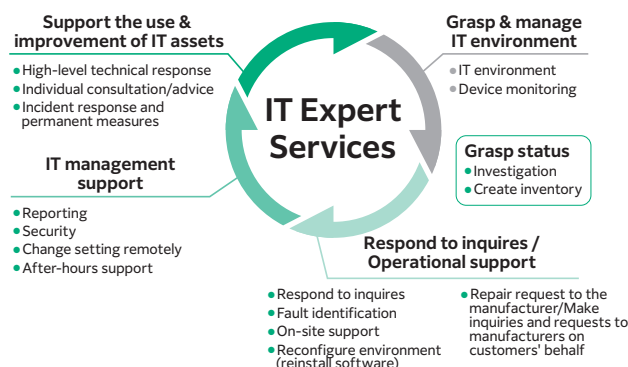 Support the use &
improvement of IT assets
High-level technical response
Individual consultation/advice
Incident response and
permanent measures
Grasp & manage
IT environment
IT environment
Device monitoring
IT Expert
Services
Grasp status
Investigation
Create inventory
IT management
support
Reporting
Security
Change setting remotely
After-hours support
Respond to inquires /
Operational support
Respond to inquires
Fault identification
On-site support
Reconfigure environment
(reinstall software)
Repair request to the
manufacturer/Make
inquiries and requests to
manufacturers on
customers' behalf